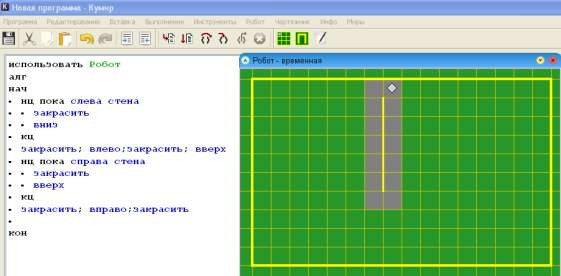 Новая программа - Кумир
Программа Редактирование Вставка Выполнение Инструменты Робот Чертежник Инфо Миры
использовать Робот
алг
нач
• нц пока слева стена
• • закрасить
• • вниз
• кц
• закрасить; влево;закрасить; вверх
• нц пока справа стена
• • закрасить
• • вверх
• кц
• закрасить; вправо;закрасить
•
кон
Робот - временная